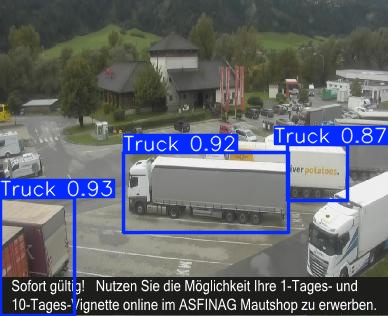 Truck 0.92
Truck 0.87
ver potatoes.
Truck 0.93
Sofort gültig! Nutzen Sie die Möglichkeit Ihre 1-Tages- und
10-Tages-Vignette online im ASFINAG Mautshop zu erwerben.